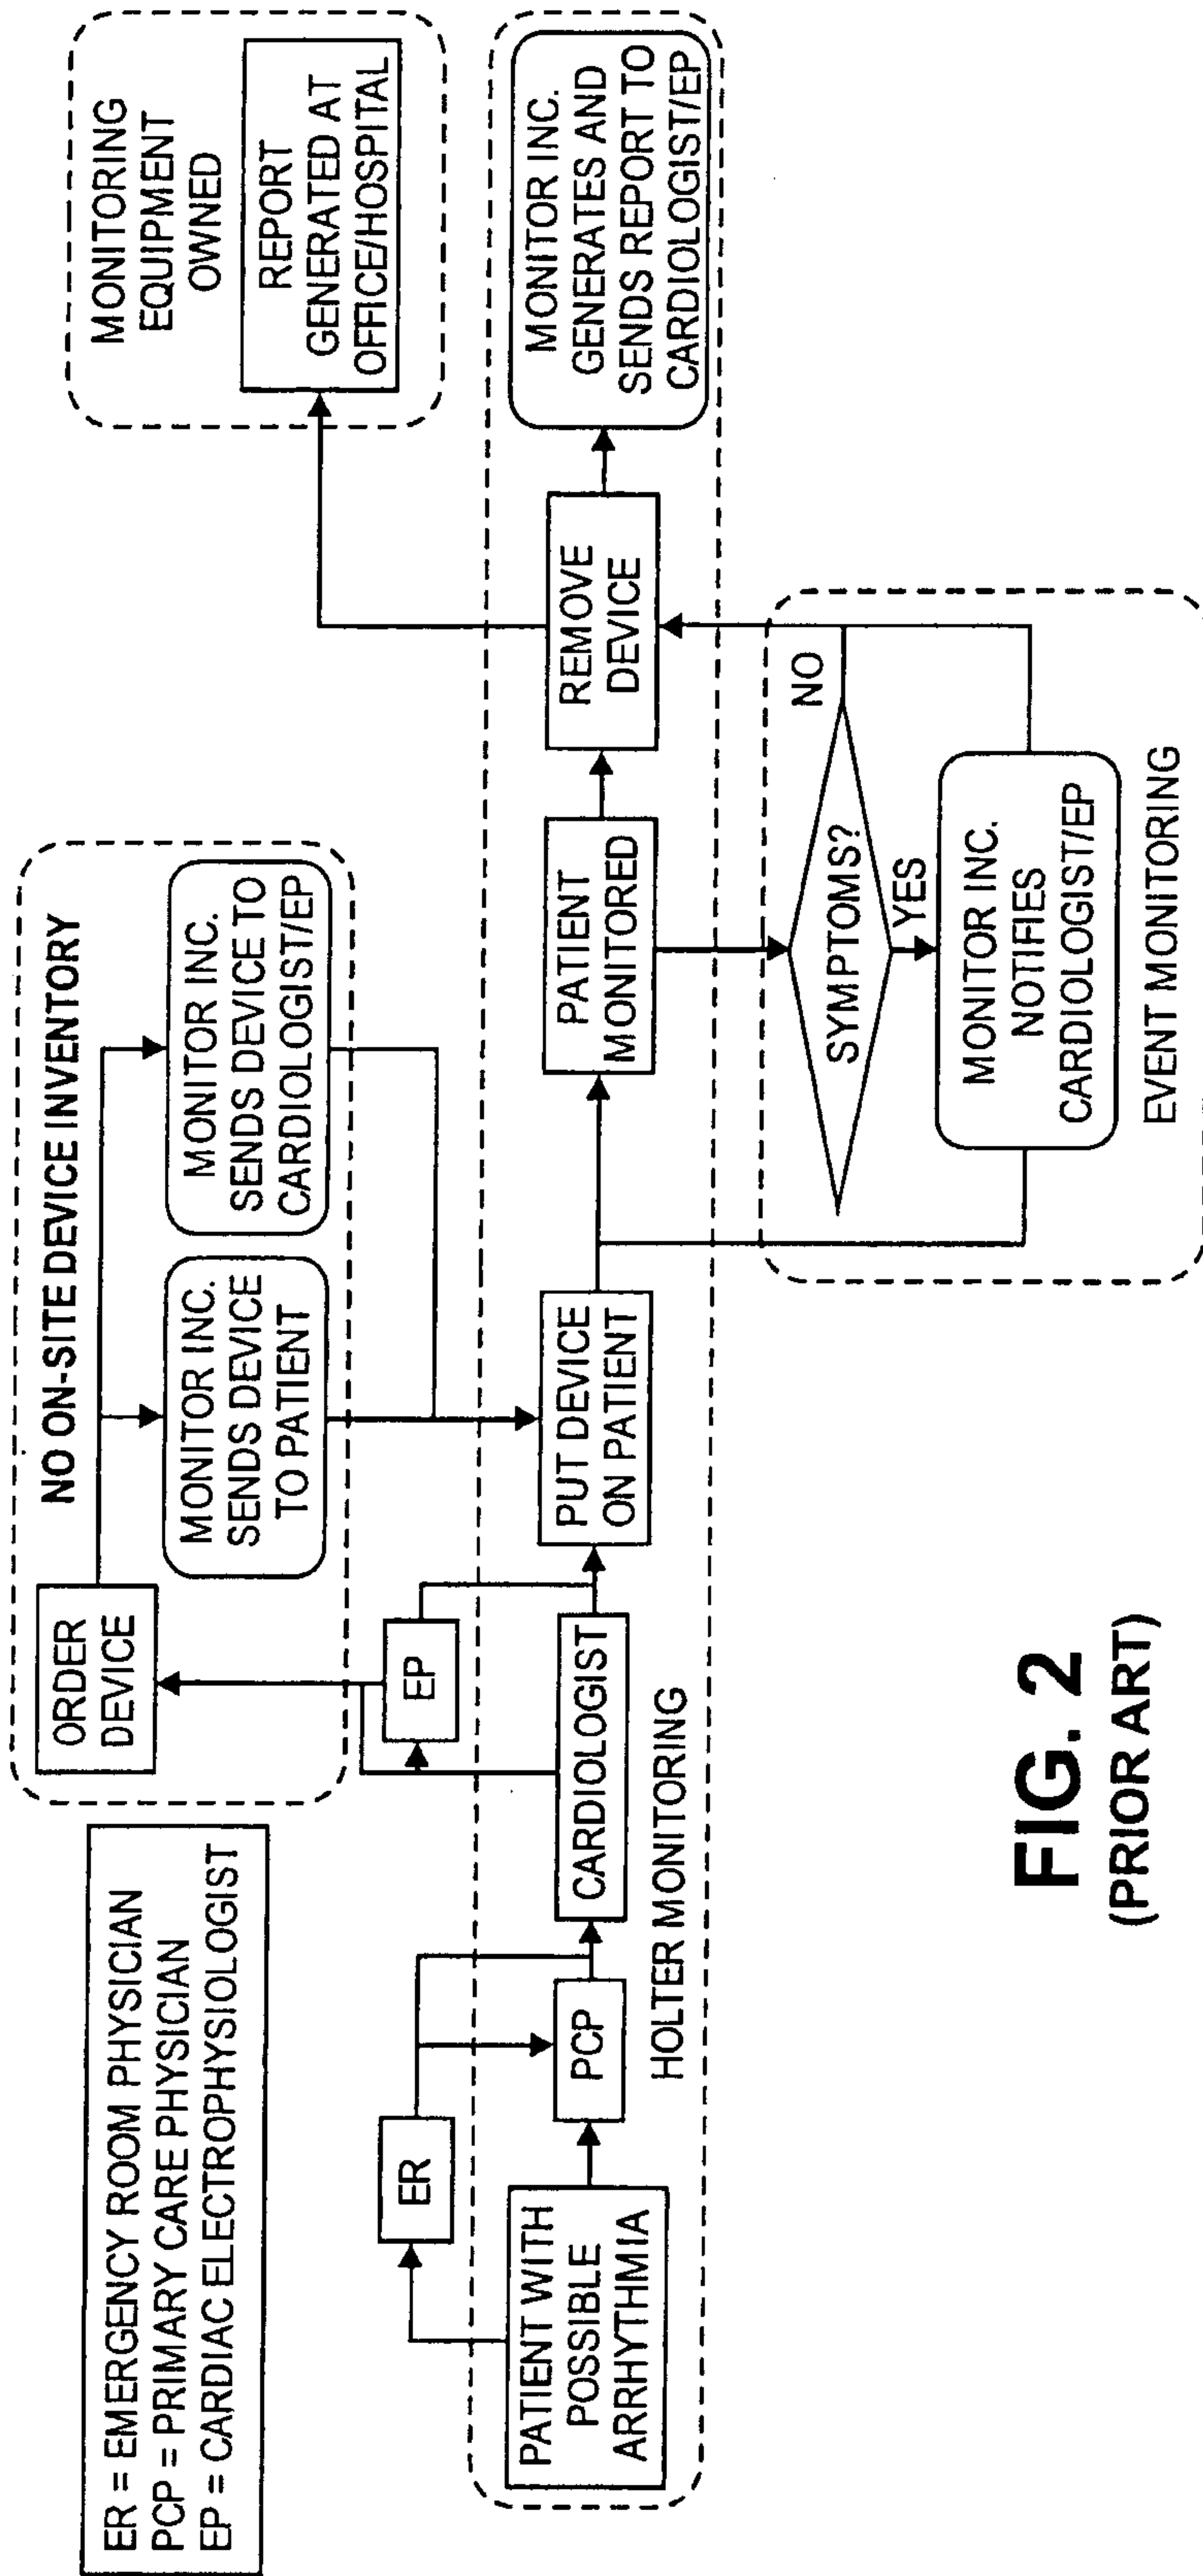 ER = EMERGENCY ROOM PHYSICIAN
PCP = PRIMARY CARE PHYSICIAN
EP = CARDIAC ELECTROPHYSIOLOGIST
NO ON-SITE DEVICE INVENTORY
ORDER
DEVICE
MONITOR INC.
SENDS DEVICE
TO PATIENT
MONITOR INC.
SENDS DEVICE TO
CARDIOLOGIST/EP
MONITORING
EQUIPMENT
OWNED
REPORT
GENERATED AT
OFFICE/HOSPITAL
ER
EP
PATIENT WITH
POSSIBLE
ARRHYTHMIA
PCP
CARDIOLOGIST
PUT DEVICE
ON PATIENT
PATIENT
MONITORED
REMOVE
DEVICE
MONITOR INC.
GENERATES AND
SENDS REPORT TO
CARDIOLOGIST/EP
HOLTER MONITORING
SYMPTOMS?
NO
YES
MONITOR INC.
NOTIFIES
CARDIOLOGIST/EP
EVENT MONITORING
FIG. 2
(PRIOR ART)